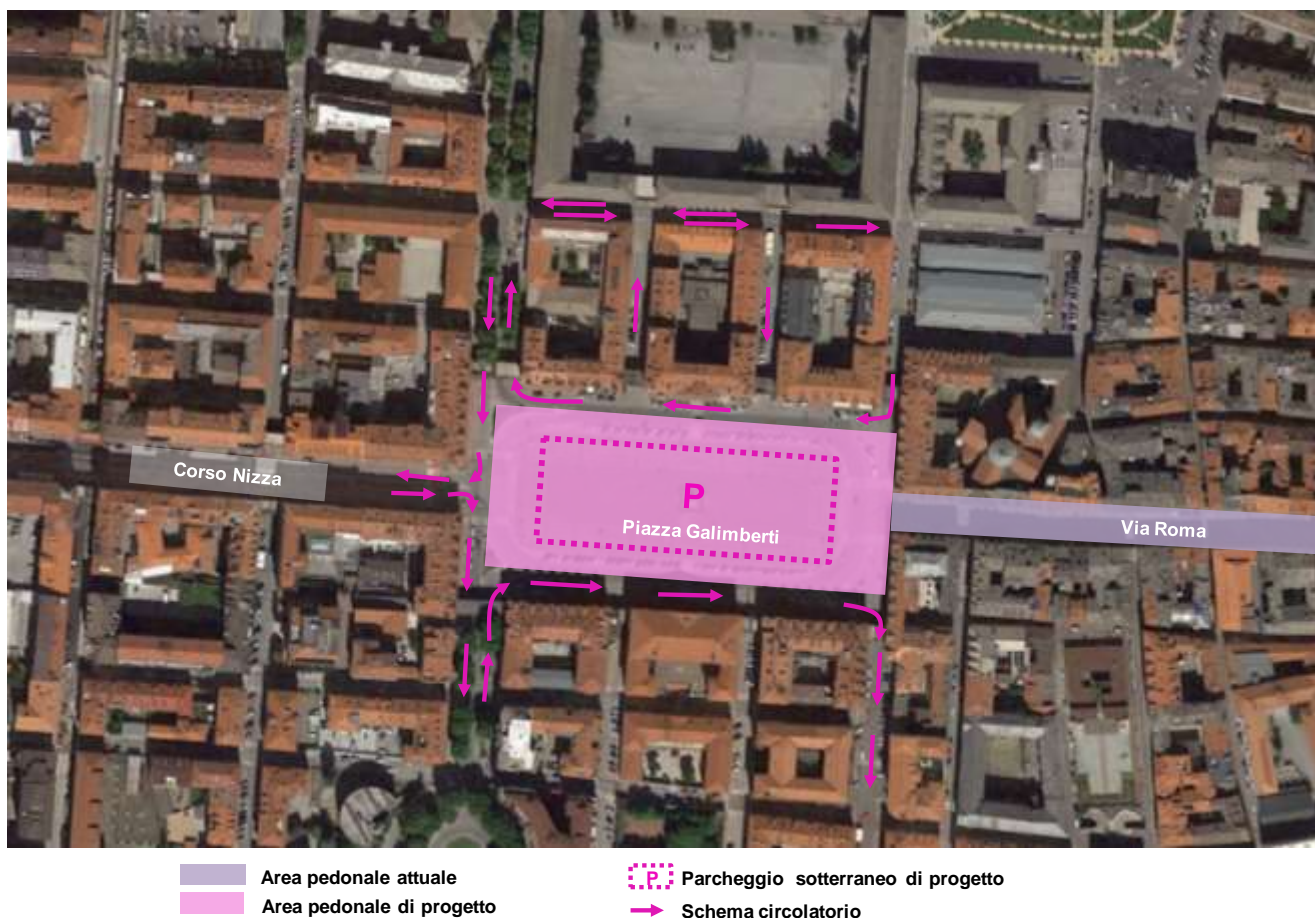 Corso Nizza
P
Piazza Galimberti
Via Roma
Area pedonale attuale
Area pedonale di progetto
P
Parcheggio sotterraneo di progetto
Schema circolatorio